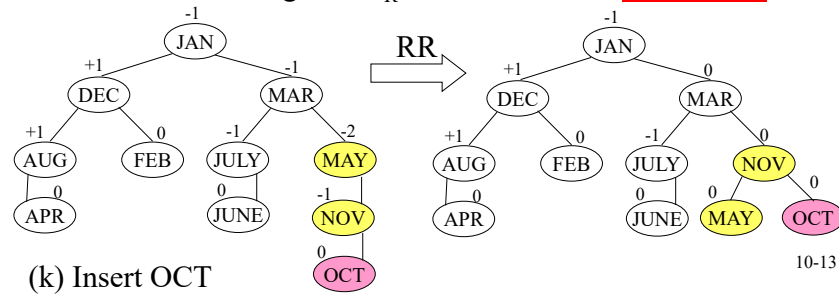 -1 -1
JAN RR JAN
+1 -1 +1 0
DEC MAR DEC MAR
+1 0 -1 -2 +1 0 -1 0
AUG FEB JULY MAY AUG FEB JULY NOV
0 0 -1 0 0 0 0
APR JUNE NOV APR JUNE MAY OCT
0
OCT
10-13
(k) Insert OCT